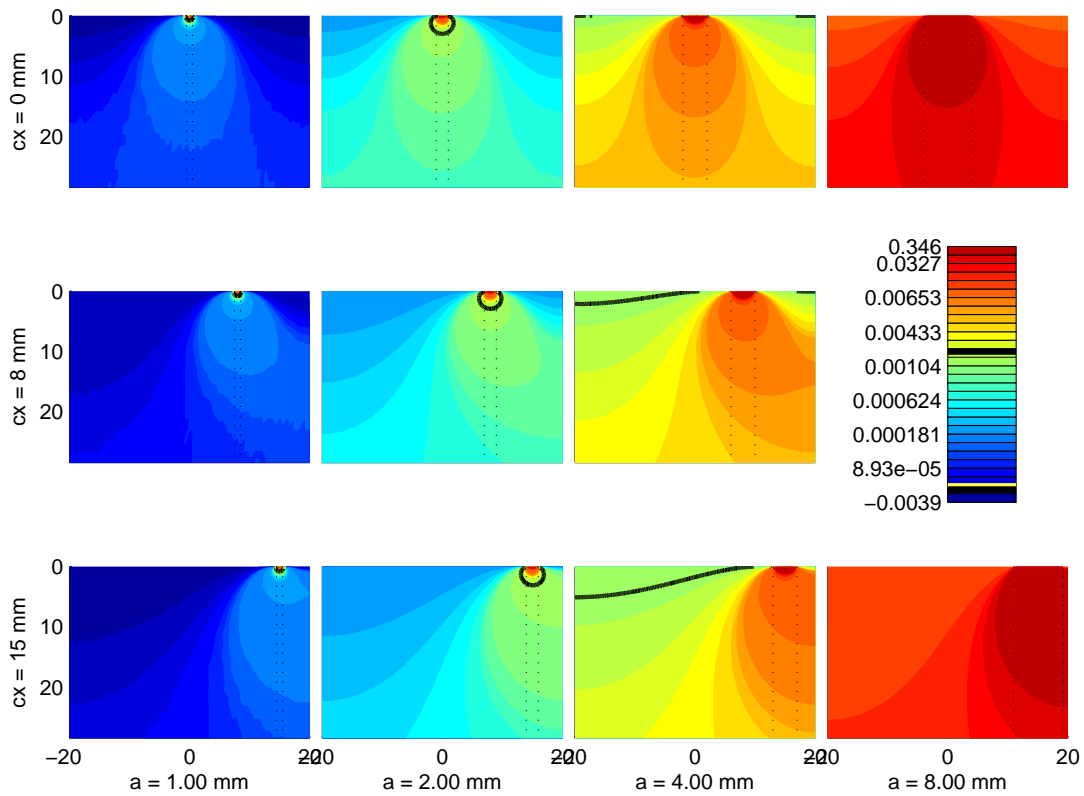 0
10
20
cx = 0 mm
0
10
20
cx = 8 mm
0.346
0.0327
0.00653
0.00433
0.00104
0.000624
0.000181
8.93e−05
−0.0039
0
10
20
cx = 15 mm
−20 0 20
−20 0 20
−20 0 20
−20 0 20
a = 1.00 mm
a = 2.00 mm
a = 4.00 mm
a = 8.00 mm